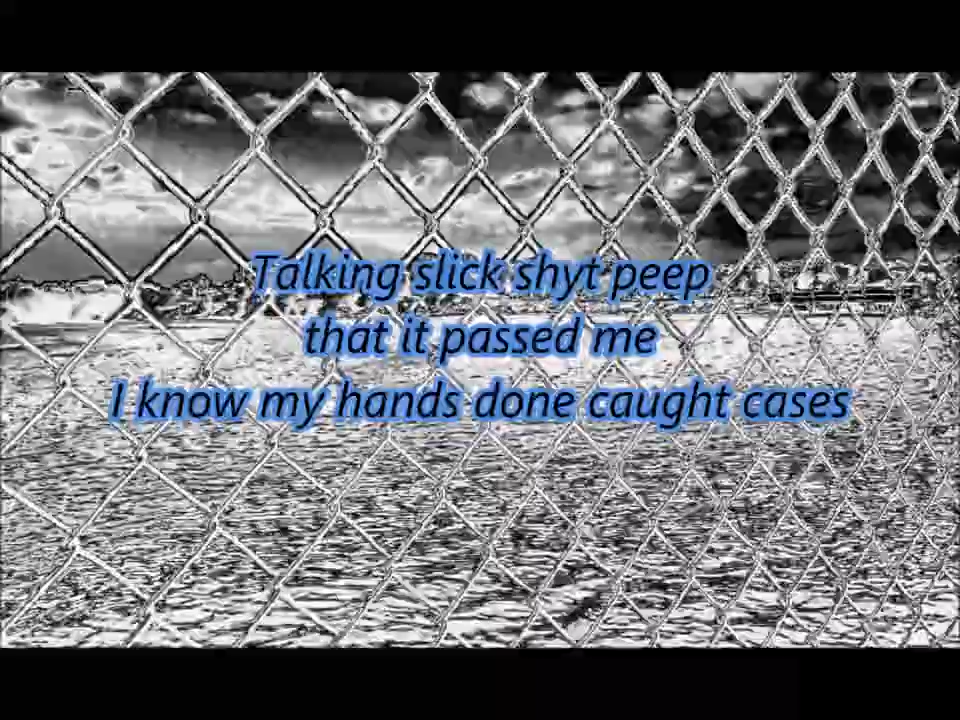 Talking slick shyt peep
that it passed me
I know my hands done caught cases